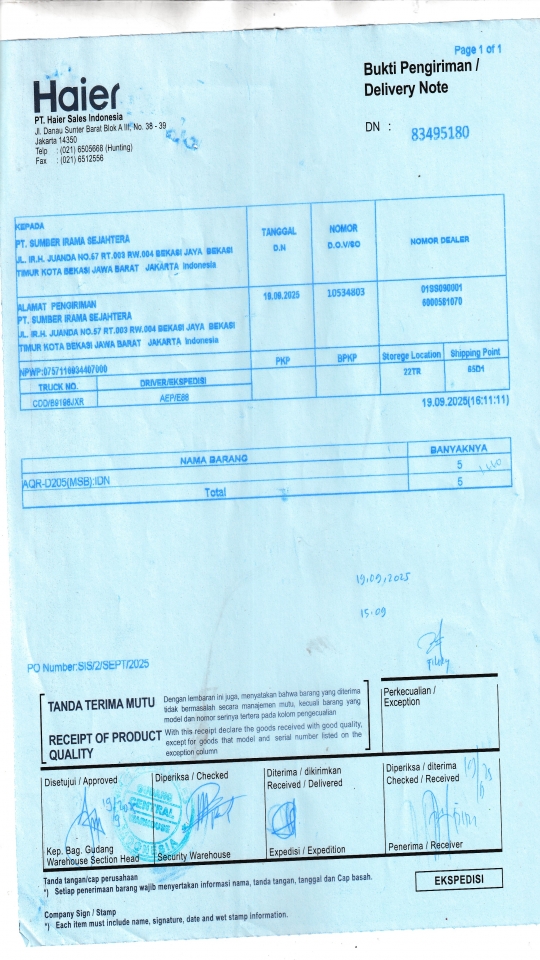 Page 1 of 1
Haier
Bukti Pengiriman /
Delivery Note
PT. Haier Sales Indonesia
Jl. Danau Sunter Barat Blok A III, No. 38 - 39
Jakarta 14350
Telp : (021) 6505668 (Hunting)
Fax : (021) 6512556
DN : 83495180
KEPADA
PT. SUMBER IRAMA SEJAHTERA
JL. IR.H. JUANDA NO.57 RT.003 RW.004 BEKASI JAYA BEKASI
TIMUR KOTA BEKASI JAWA BARAT JAKARTA Indonesia
TANGGAL
D.N
NOMOR
D.O.V/SO
NOMOR DEALER
ALAMAT PENGIRIMAN
PT. SUMBER IRAMA SEJAHTERA
JL. IR.H. JUANDA NO.57 RT.003 RW.004 BEKASI JAYA BEKASI
TIMUR KOTA BEKASI JAWA BARAT JAKARTA Indonesia
19.09.2025
10534803
01SS090001
6000581070
NPWP:0757116934407000
PKP
BPKP
Storege Location
Shipping Point
22TR
65D1
TRUCK NO.
DRIVER/EKSPEDISI
CDD/B9198JXR
AEP/E88
19.09.2025(16:11:11)
NAMA BARANG
BANYAKNYA
AQR-D205(MSB):IDN
5
Total
5
19.09.2025
15.09
PO Number:SIS/2/SEPT/2025
TANDA TERIMA MUTU
Dengan lembaran ini juga, menyatakan bahwa barang yang diterima
tidak bermasalah secara manajemen mutu, kecuali barang yang
model dan nomor serinya tertera pada kolom pengecualian
RECEIPT OF PRODUCT
QUALITY
With this receipt declare the goods received with good quality,
except for goods that model and serial number listed on the
exception column
Perkecualian /
Exception
Disetujui / Approved
Kep. Bag. Gudang
Warehouse Section Head
Diperiksa / Checked
Security Warehouse
Diterima / dikirimkan
Received / Delivered
Expedisi / Expedition
Diperiksa / diterima
Checked / Received
Penerima / Receiver
CENTRAL
WAREHOUSE
Tanda tangan/cap perusahaan
*) Setiap penerimaan barang wajib menyertakan informasi nama, tanda tangan, tanggal dan Cap basah.
EKSPEDISI
Company Sign / Stamp
*) Each item must include name, signature, date and wet stamp information.